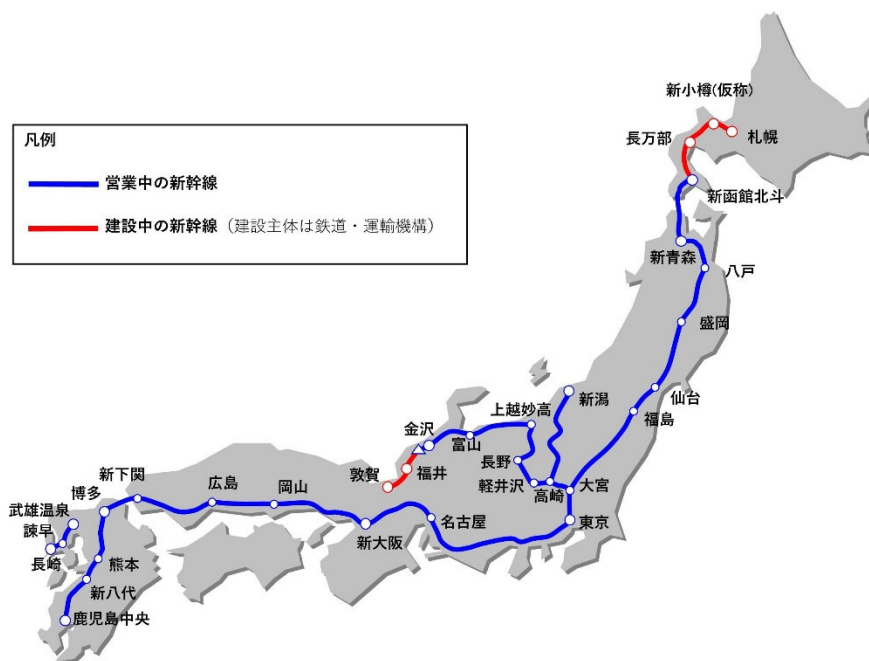 凡例
営業中の新幹線
建設中の新幹線（建設主体は鉄道・運輸機構）
新小樽(仮称)
長万部
札幌
新函館北斗
新青森
八戸
盛岡
仙台
福島
新潟
上越妙高
金沢
富山
長野
福井
敦賀
軽井沢
高崎
大宮
東京
新下関
広島
岡山
博多
武雄温泉
諫早
長崎
熊本
新八代
鹿児島中央
新大阪
名古屋